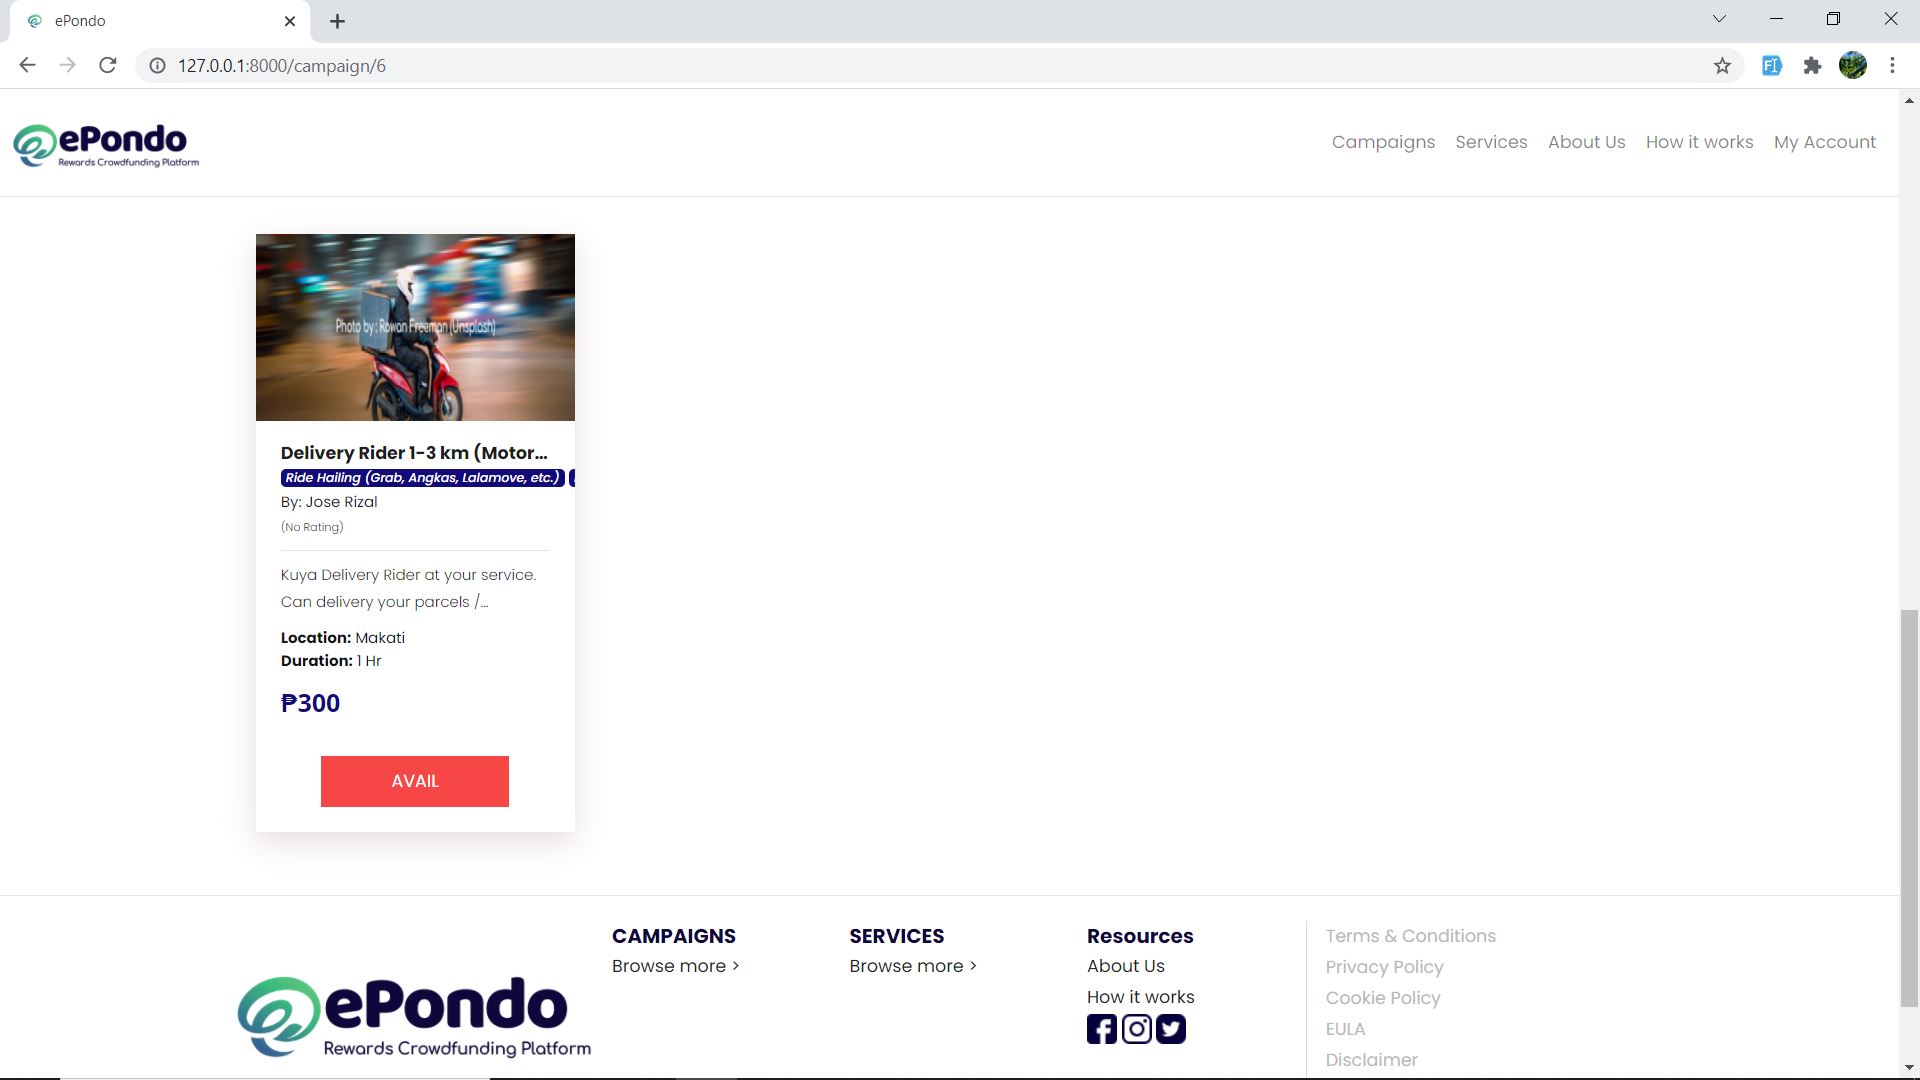 ePondo
127.0.0.1:8000/campaign/6
ePondo
Rewards Crowdfunding Platform
Campaigns Services About Us How it works My Account
Photo by: Rowan Freeman (Unsplash)
Delivery Rider 1-3 km (Motor...
Ride Hailing (Grab, Angkas, Lalamove, etc.)
By: Jose Rizal
(No Rating)
Kuya Delivery Rider at your service.
Can delivery your parcels /...
Location: Makati
Duration: 1 Hr
₱300
AVAIL
ePondo
Rewards Crowdfunding Platform
CAMPAIGNS
Browse more >
SERVICES
Browse more >
Resources
About Us
How it works
Terms & Conditions
Privacy Policy
Cookie Policy
EULA
Disclaimer